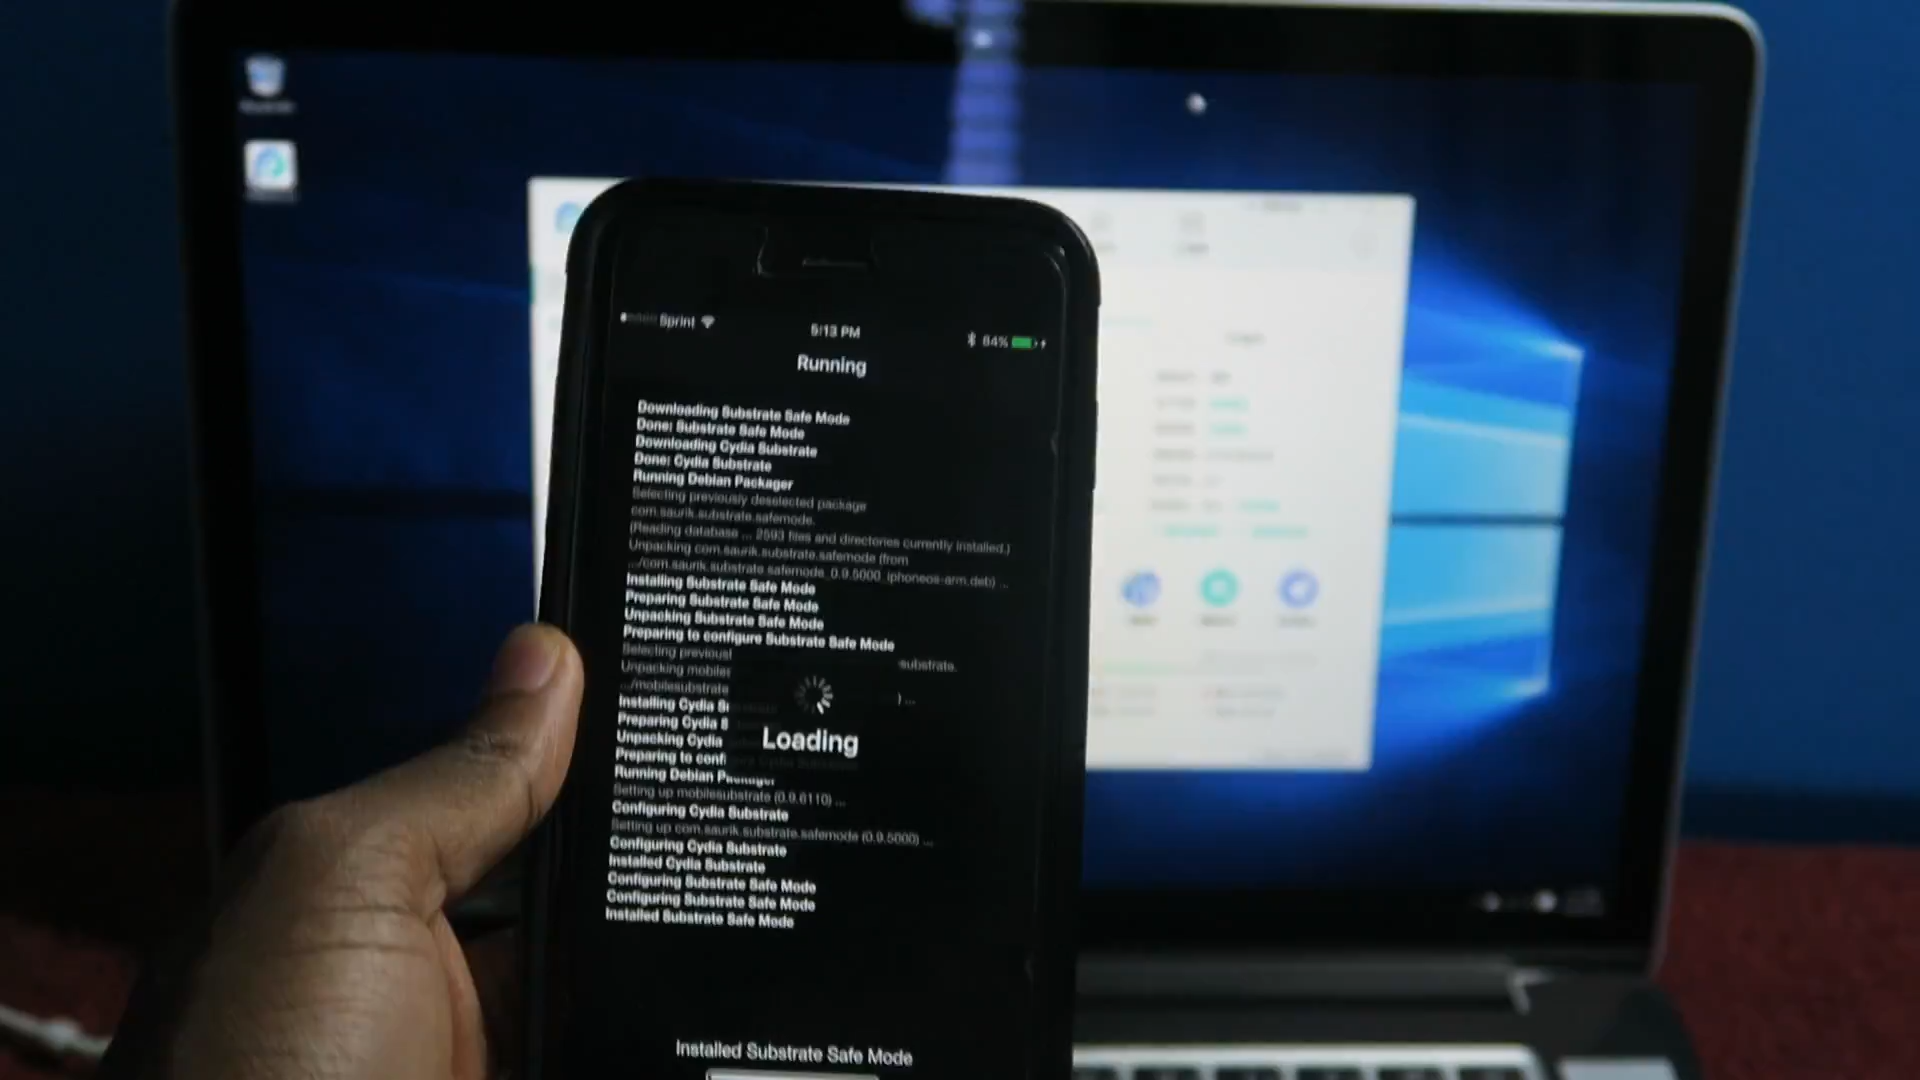 Sprint
5:13 PM
84%
Running
Downloading Substrate Safe Mode
Done: Substrate Safe Mode
Downloading Cydia Substrate
Done: Cydia Substrate
Running Debian Packager
Selecting previously deselected package
com.saurik.substrate.safemode.
(Reading database ... 2593 files and directories currently installed.)
Unpacking com.saurik.substrate.safemode (from
.../com.saurik.substrate.safemode_0.9.5000_iphoneos-arm.deb) ...
Installing Substrate Safe Mode
Preparing Substrate Safe Mode
Unpacking Substrate Safe Mode
Preparing to configure Substrate Safe Mode
Selecting previousl substrate.
Unpacking mobiles
.../mobilesubstrate ) ...
Installing Cydia S
Preparing Cydia S
Unpacking Cydia
Preparing to confi
Loading
Running Debian Packager
Setting up mobilesubstrate (0.9.6110) ...
Configuring Cydia Substrate
Setting up com.saurik.substrate.safemode (0.9.5000) ...
Configuring Cydia Substrate
Installed Cydia Substrate
Configuring Substrate Safe Mode
Configuring Substrate Safe Mode
Installed Substrate Safe Mode
Installed Substrate Safe Mode